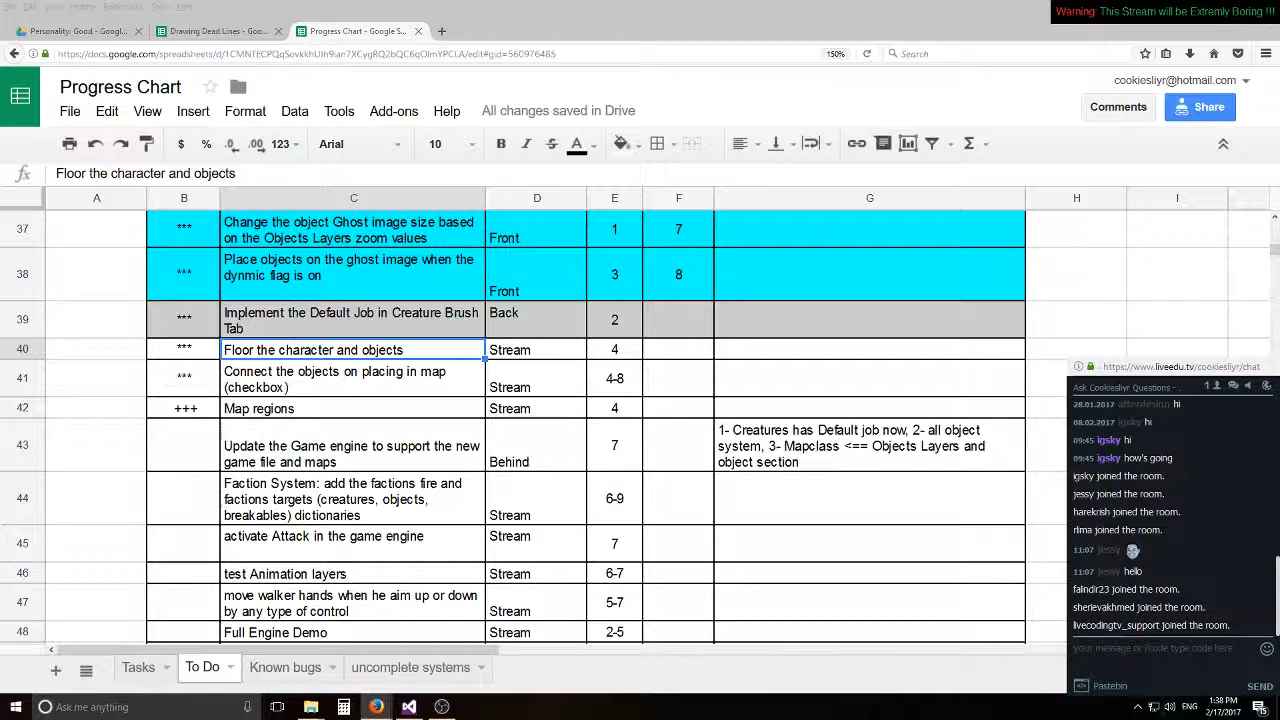 Warning: This Stream will be Extremly Boring !!!
Personality: Good - Googl...
Drawing Dead Lines - Goo...
Progress Chart - Google S...
https://docs.google.com/spreadsheets/d/
/edit#gid=560976485
150%
Search
Progress Chart
cookiesliyr@hotmail.com
File Edit View Insert Format Data Tools Add-ons Help All changes saved in Drive
Comments
Share
$ % .0 .00 123 Arial 10 B I S A Σ
fx Floor the character and objects
A B C D E F G H I
37 *** Change the object Ghost image size based
on the Objects Layers zoom values Front 1 7
38 *** Place objects on the ghost image when the
dynmic flag is on Front 3 8
39 *** Implement the Default Job in Creature Brush
Tab Back 2
40 *** Floor the character and objects Stream 4
41 *** Connect the objects on placing in map
(checkbox) Stream 4-8
42 +++ Map regions Stream 4
43 Update the Game engine to support the new
game file and maps Behind 7
1- Creatures has Default job now, 2- all object
system, 3- Mapclass <== Objects Layers and
object section
44 Faction System: add the factions fire and
factions targets (creatures, objects,
breakables) dictionaries Stream 6-9
45 activate Attack in the game engine Stream 7
46 test Animation layers Stream 6-7
47 move walker hands when he aim up or down
by any type of control Stream 5-7
48 Full Engine Demo Stream 2-5
Tasks To Do Known bugs uncomplete systems
https://www.liveedu.tv/cookiesliyr/chat
Ask Cookiesliyr Questions - .. 1
28.01.2017 afterdesign hi
08.02.2017 igsky hi
09:45 igsky hi
09:45 igsky how's going
igsky joined the room.
jessy joined the room.
harekrish joined the room.
rlima joined the room.
11:07 jessy
11:07 jessy hello
falndir23 joined the room.
sherievakhmed joined the room.
livecodingtv_support joined the room.
your message or /code type code here
Pastebin
SEND
Ask me anything
ENG
1:38 PM
2/17/2017